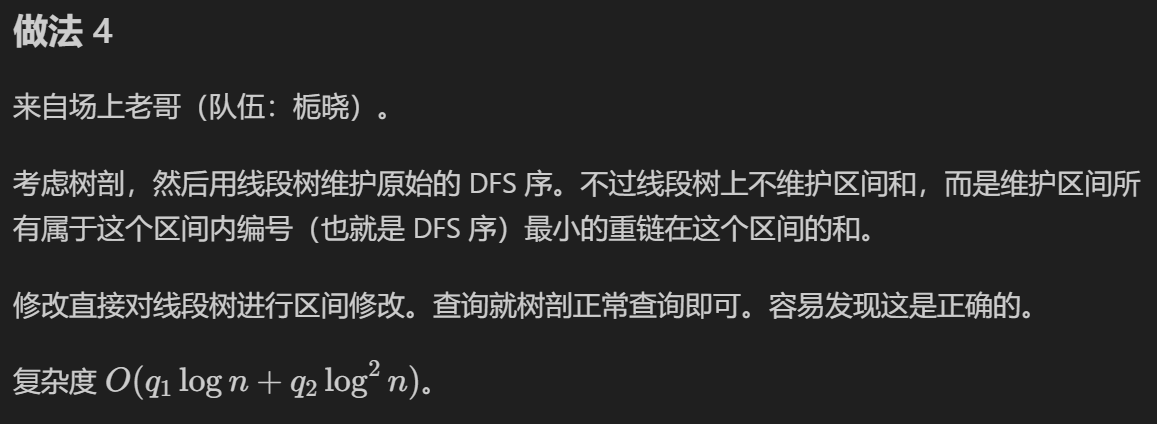 做法 4
来自场上老哥（队伍：栀晓）。
考虑树剖，然后用线段树维护原始的 DFS 序。不过线段树上不维护区间和，而是维护区间所
有属于这个区间内编号（也就是 DFS 序）最小的重链在这个区间的和。
修改直接对线段树进行区间修改。查询就树剖正常查询即可。容易发现这是正确的。
复杂度 O(q₁ log n + q₂ log² n)。